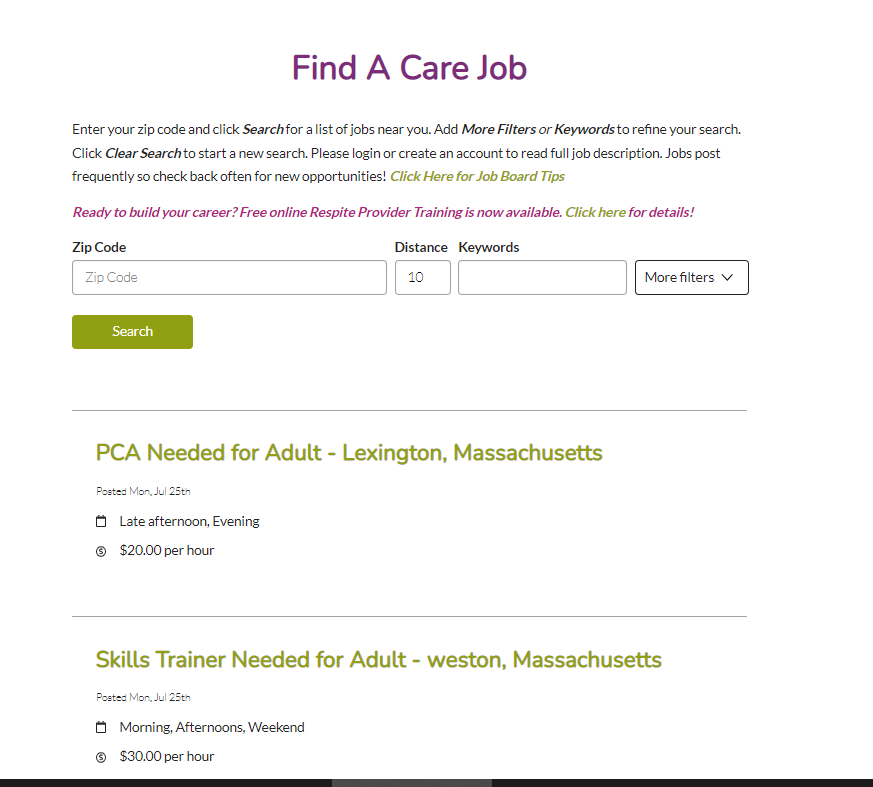 Find A Care Job
Enter your zip code and click Search for a list of jobs near you. Add More Filters or Keywords to refine your search.
Click Clear Search to start a new search. Please login or create an account to read full job description. Jobs post
frequently so check back often for new opportunities! Click Here for Job Board Tips
Ready to build your career? Free online Respite Provider Training is now available. Click here for details!
Zip Code Distance Keywords
Zip Code 10 More filters
Search
PCA Needed for Adult - Lexington, Massachusetts
Posted Mon, Jul 25th
Late afternoon, Evening
$20.00 per hour
Skills Trainer Needed for Adult - weston, Massachusetts
Posted Mon, Jul 25th
Morning, Afternoons, Weekend
$30.00 per hour